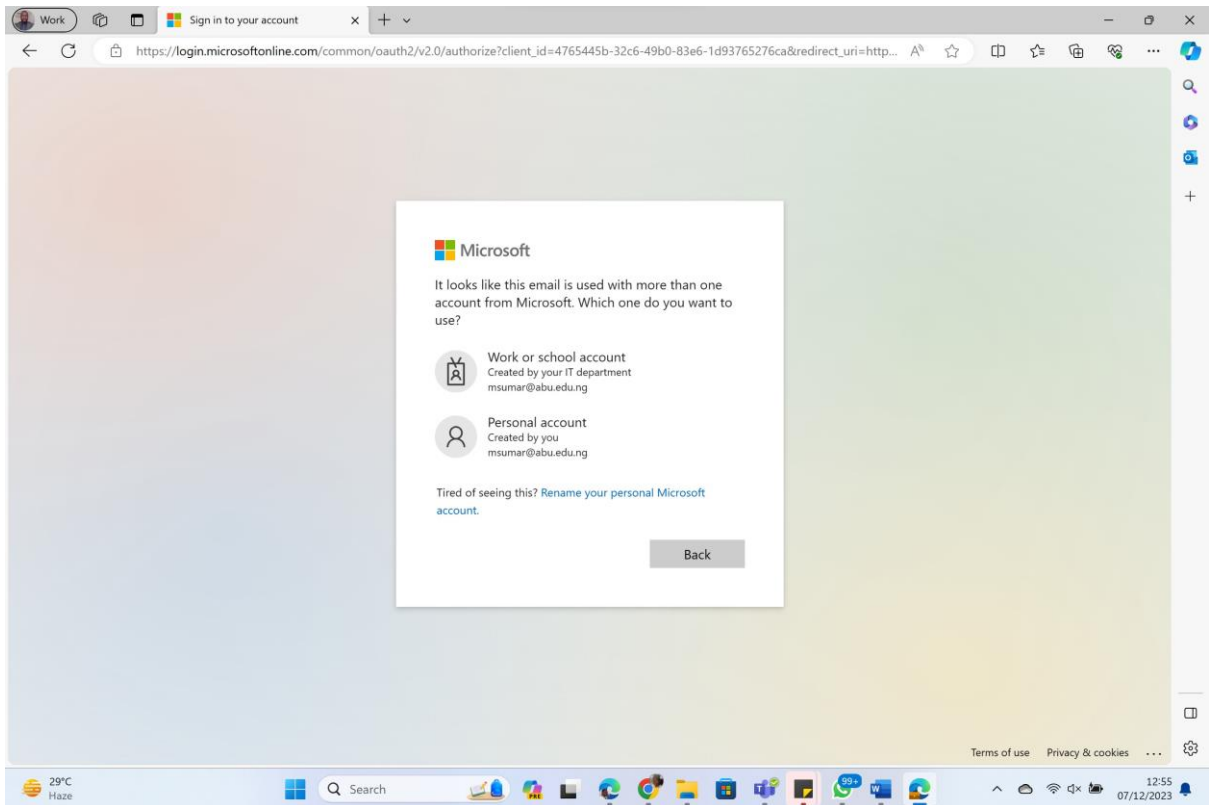 Work
Sign in to your account
https://login.microsoftonline.com/common/oauth2/v2.0/authorize?client_id=4765445b-32c6-49b0-83e6-1d93765276ca&redirect_uri=http...
Microsoft
It looks like this email is used with more than one
account from Microsoft. Which one do you want to
use?
Work or school account
Created by your IT department
msumar@abu.edu.ng
Personal account
Created by you
msumar@abu.edu.ng
Tired of seeing this? Rename your personal Microsoft
account.
Back
Terms of use Privacy & cookies ...
29°C
Haze
Search
PRE
99+
12:55
07/12/2023